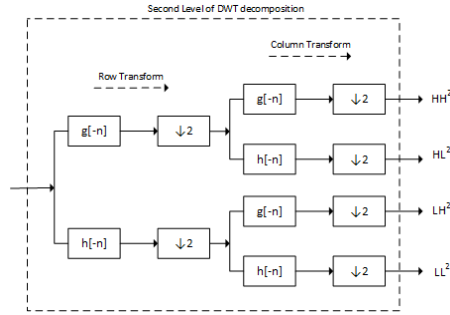 Second Level of DWT decomposition
Column Transform
Row Transform
g[-n]
↓2
HH²
g[-n]
↓2
h[-n]
↓2
HL²
g[-n]
↓2
LH²
h[-n]
↓2
h[-n]
↓2
LL²